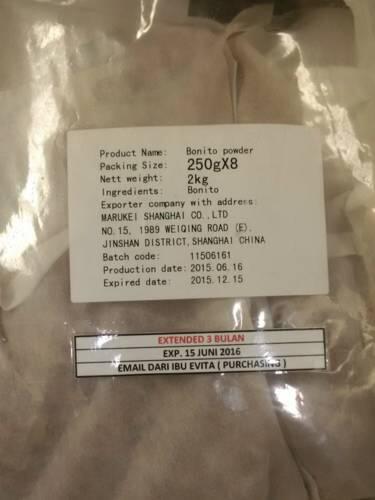 Product Name: Bonito powder
Packing Size: 250gX8
Nett weight: 2kg
Ingredients: Bonito
Exporter company with address:
MARUKEI SHANGHAI CO.,LTD
NO.15, 1989 WEIQING ROAD (E),
JINSHAN DISTRICT,SHANGHAI CHINA
Batch code: 11506161
Production date: 2015.06.16
Expired date: 2015.12.15
EXTENDED 3 BULAN
EXP. 15 JUNI 2016
EMAIL DARI IBU EVITA ( PURCHASING )